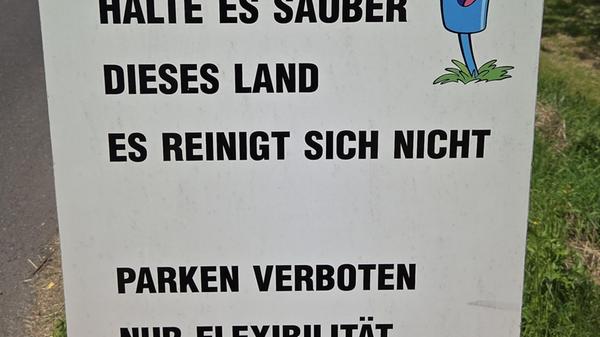 HALTE ES SAUBER
DIESES LAND
ES REINIGT SICH NICHT
PARKEN VERBOTEN
NUR FLEXIBILITÄT